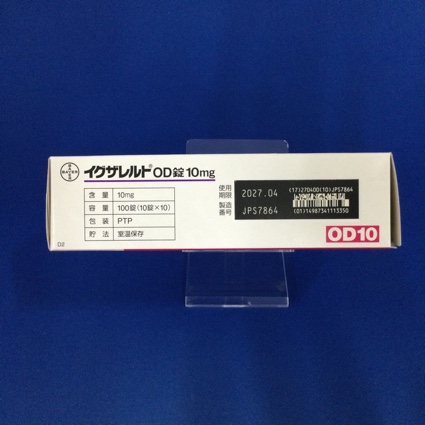 BAYER
イグザレルト® OD錠10mg
含 量 10mg
容 量 100錠(10錠×10)
包 装 PTP
貯 法 室温保存
D2
使用期限 2027.04
製造番号 JPS7864
(17)270400(10)JPS7864
(01)14987341113350
OD10